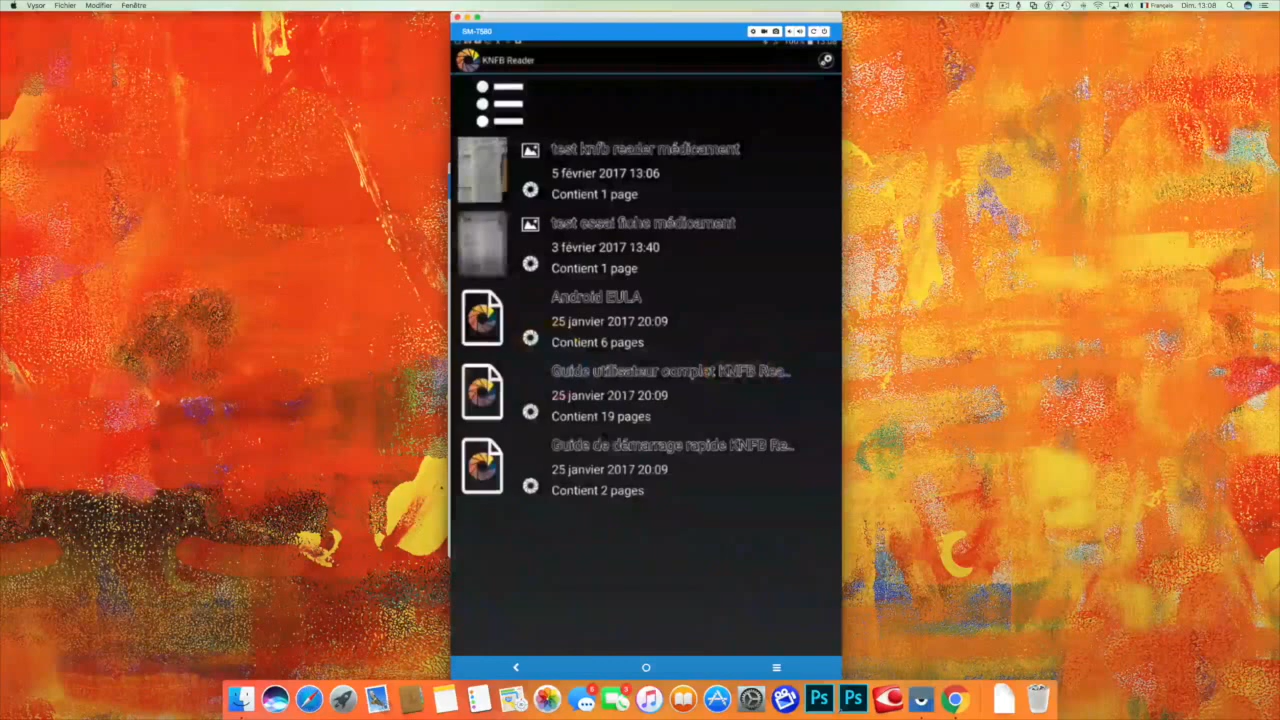 Vysor Fichier Modifier Fenêtre Français Dim. 13:08
SM-T580
KNFB Reader
test knfb reader médicament
5 février 2017 13:06
Contient 1 page
test essai fiche médicament
3 février 2017 13:40
Contient 1 page
Android EULA
25 janvier 2017 20:09
Contient 6 pages
Guide utilisateur complet KNFB Rea...
25 janvier 2017 20:09
Contient 19 pages
Guide de démarrage rapide KNFB Re...
25 janvier 2017 20:09
Contient 2 pages
Ps Ps